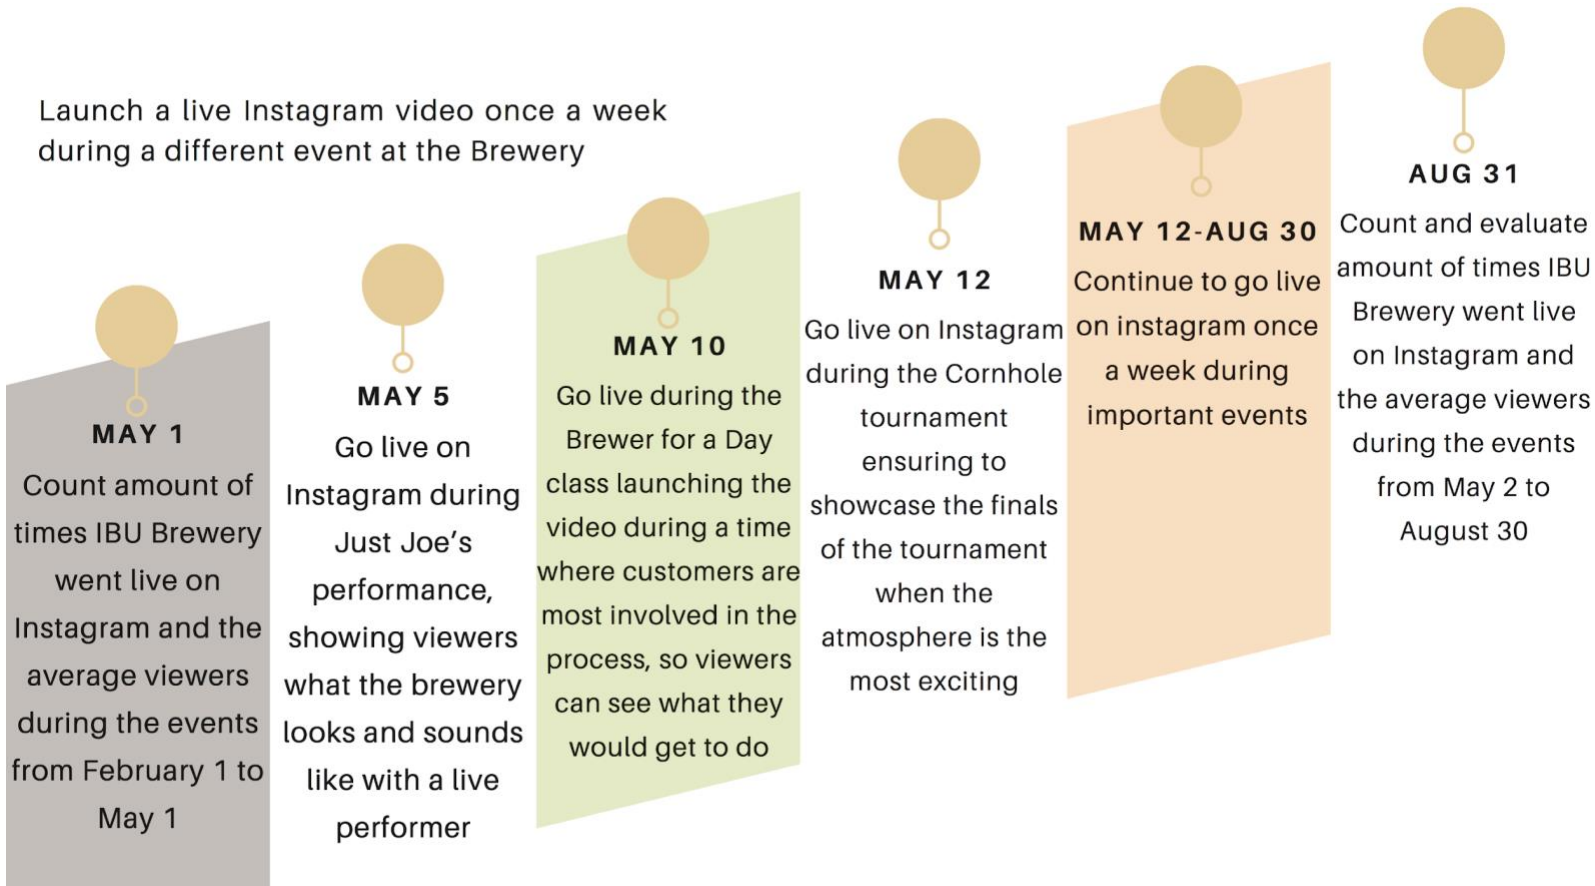 Launch a live Instagram video once a week
during a different event at the Brewery
MAY 1
Count amount of
times IBU Brewery
went live on
Instagram and the
average viewers
during the events
from February 1 to
May 1
MAY 5
Go live on
Instagram during
Just Joe's
performance,
showing viewers
what the brewery
looks and sounds
like with a live
performer
MAY 10
Go live during the
Brewer for a Day
class launching the
video during a time
where customers are
most involved in the
process, so viewers
can see what they
would get to do
MAY 12
Go live on Instagram
during the Cornhole
tournament
ensuring to
showcase the finals
of the tournament
when the
atmosphere is the
most exciting
MAY 12-AUG 30
Continue to go live
on instagram once
a week during
important events
AUG 31
Count and evaluate
amount of times IBU
Brewery went live
on Instagram and
the average viewers
during the events
from May 2 to
August 30